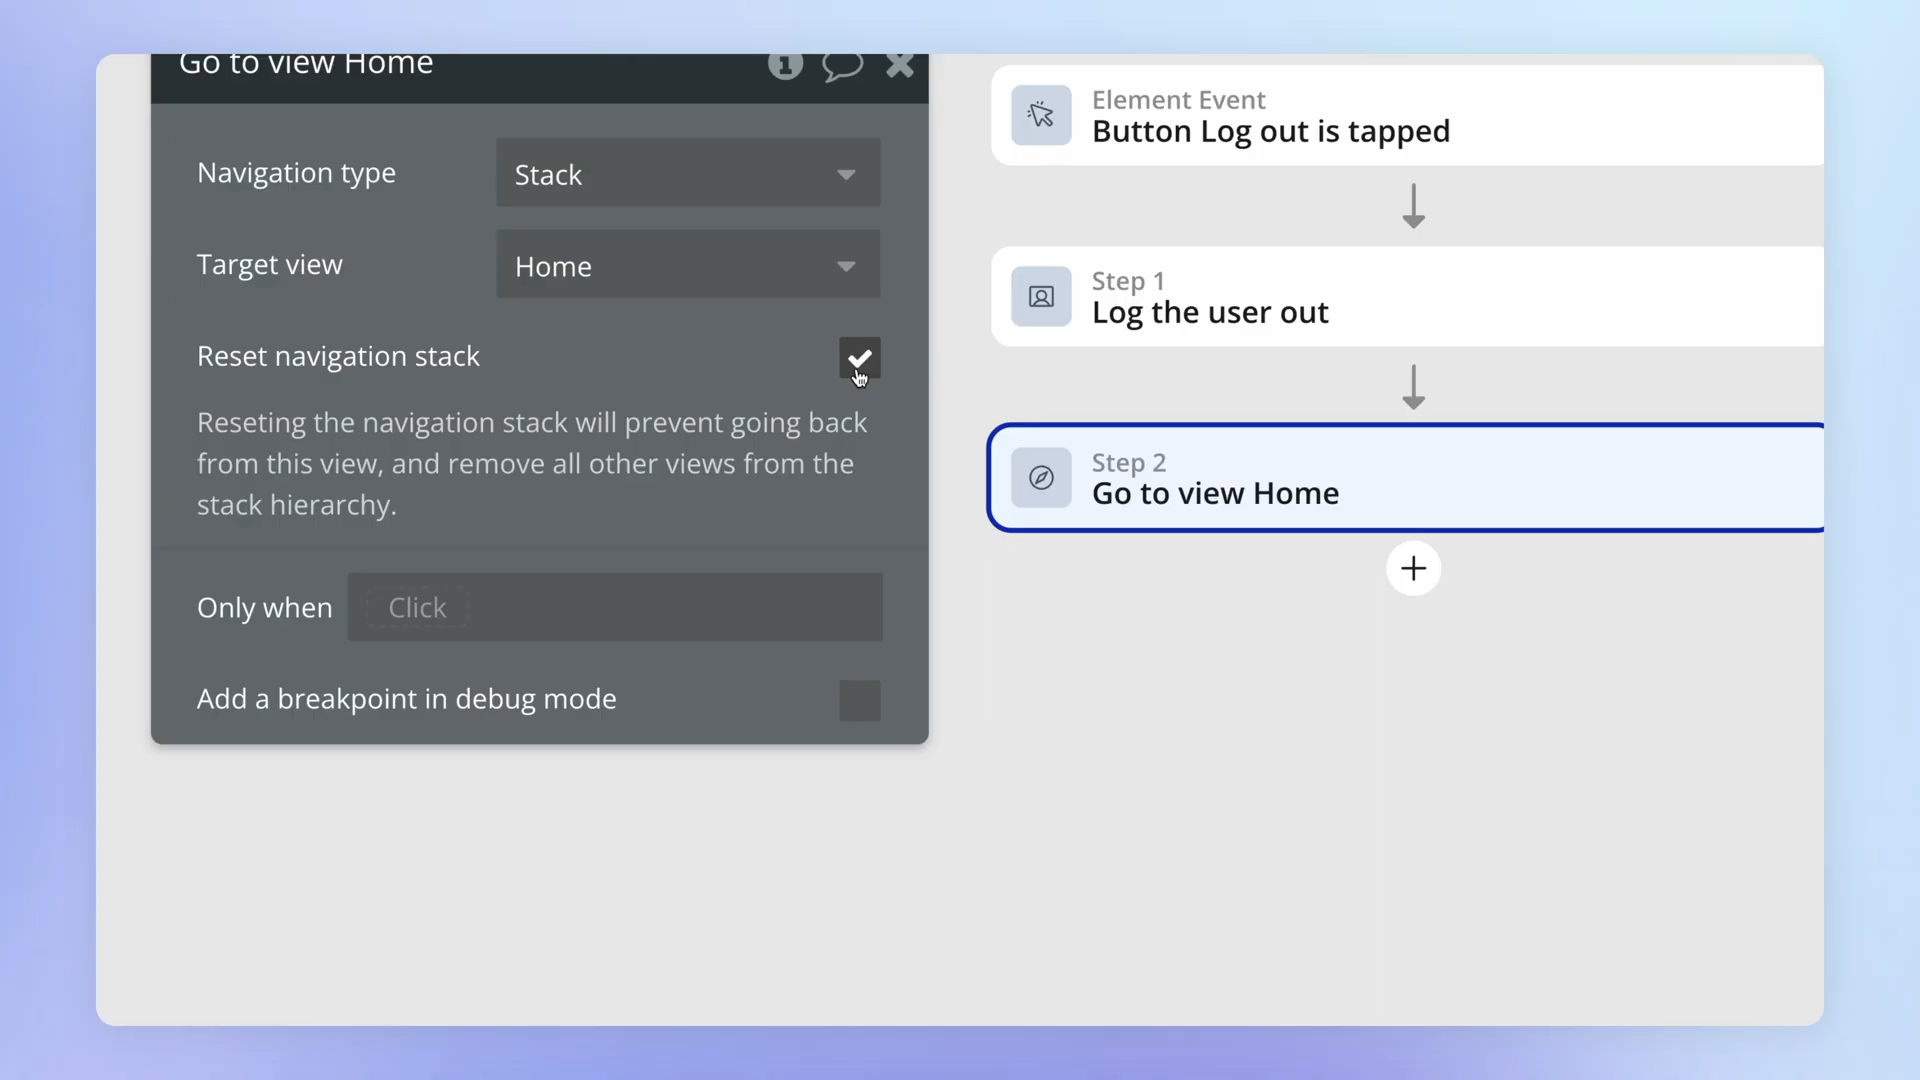 Go to view Home
Navigation type
Stack
Target view
Home
Reset navigation stack
Reseting the navigation stack will prevent going back
from this view, and remove all other views from the
stack hierarchy.
Only when
Click
Add a breakpoint in debug mode
Element Event
Button Log out is tapped
Step 1
Log the user out
Step 2
Go to view Home